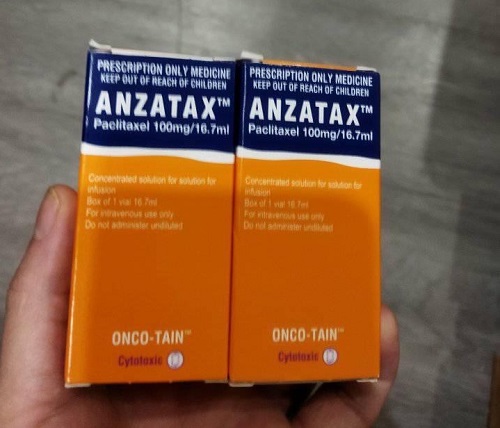 PRESCRIPTION ONLY MEDICINE
KEEP OUT OF REACH OF CHILDREN
ANZATAX™
Paclitaxel 100mg/16.7ml
Concentrated solution for solution for
infusion
Box of 1 vial 16.7ml
For intravenous use only
Do not administer undiluted
ONCO-TAIN™
Cytotoxic
PRESCRIPTION ONLY MEDICINE
KEEP OUT OF REACH OF CHILDREN
ANZATAX™
Paclitaxel 100mg/16.7ml
Concentrated solution for solution for
infusion
Box of 1 vial 16.7ml
For intravenous use only
Do not administer undiluted
ONCO-TAIN™
Cytotoxic